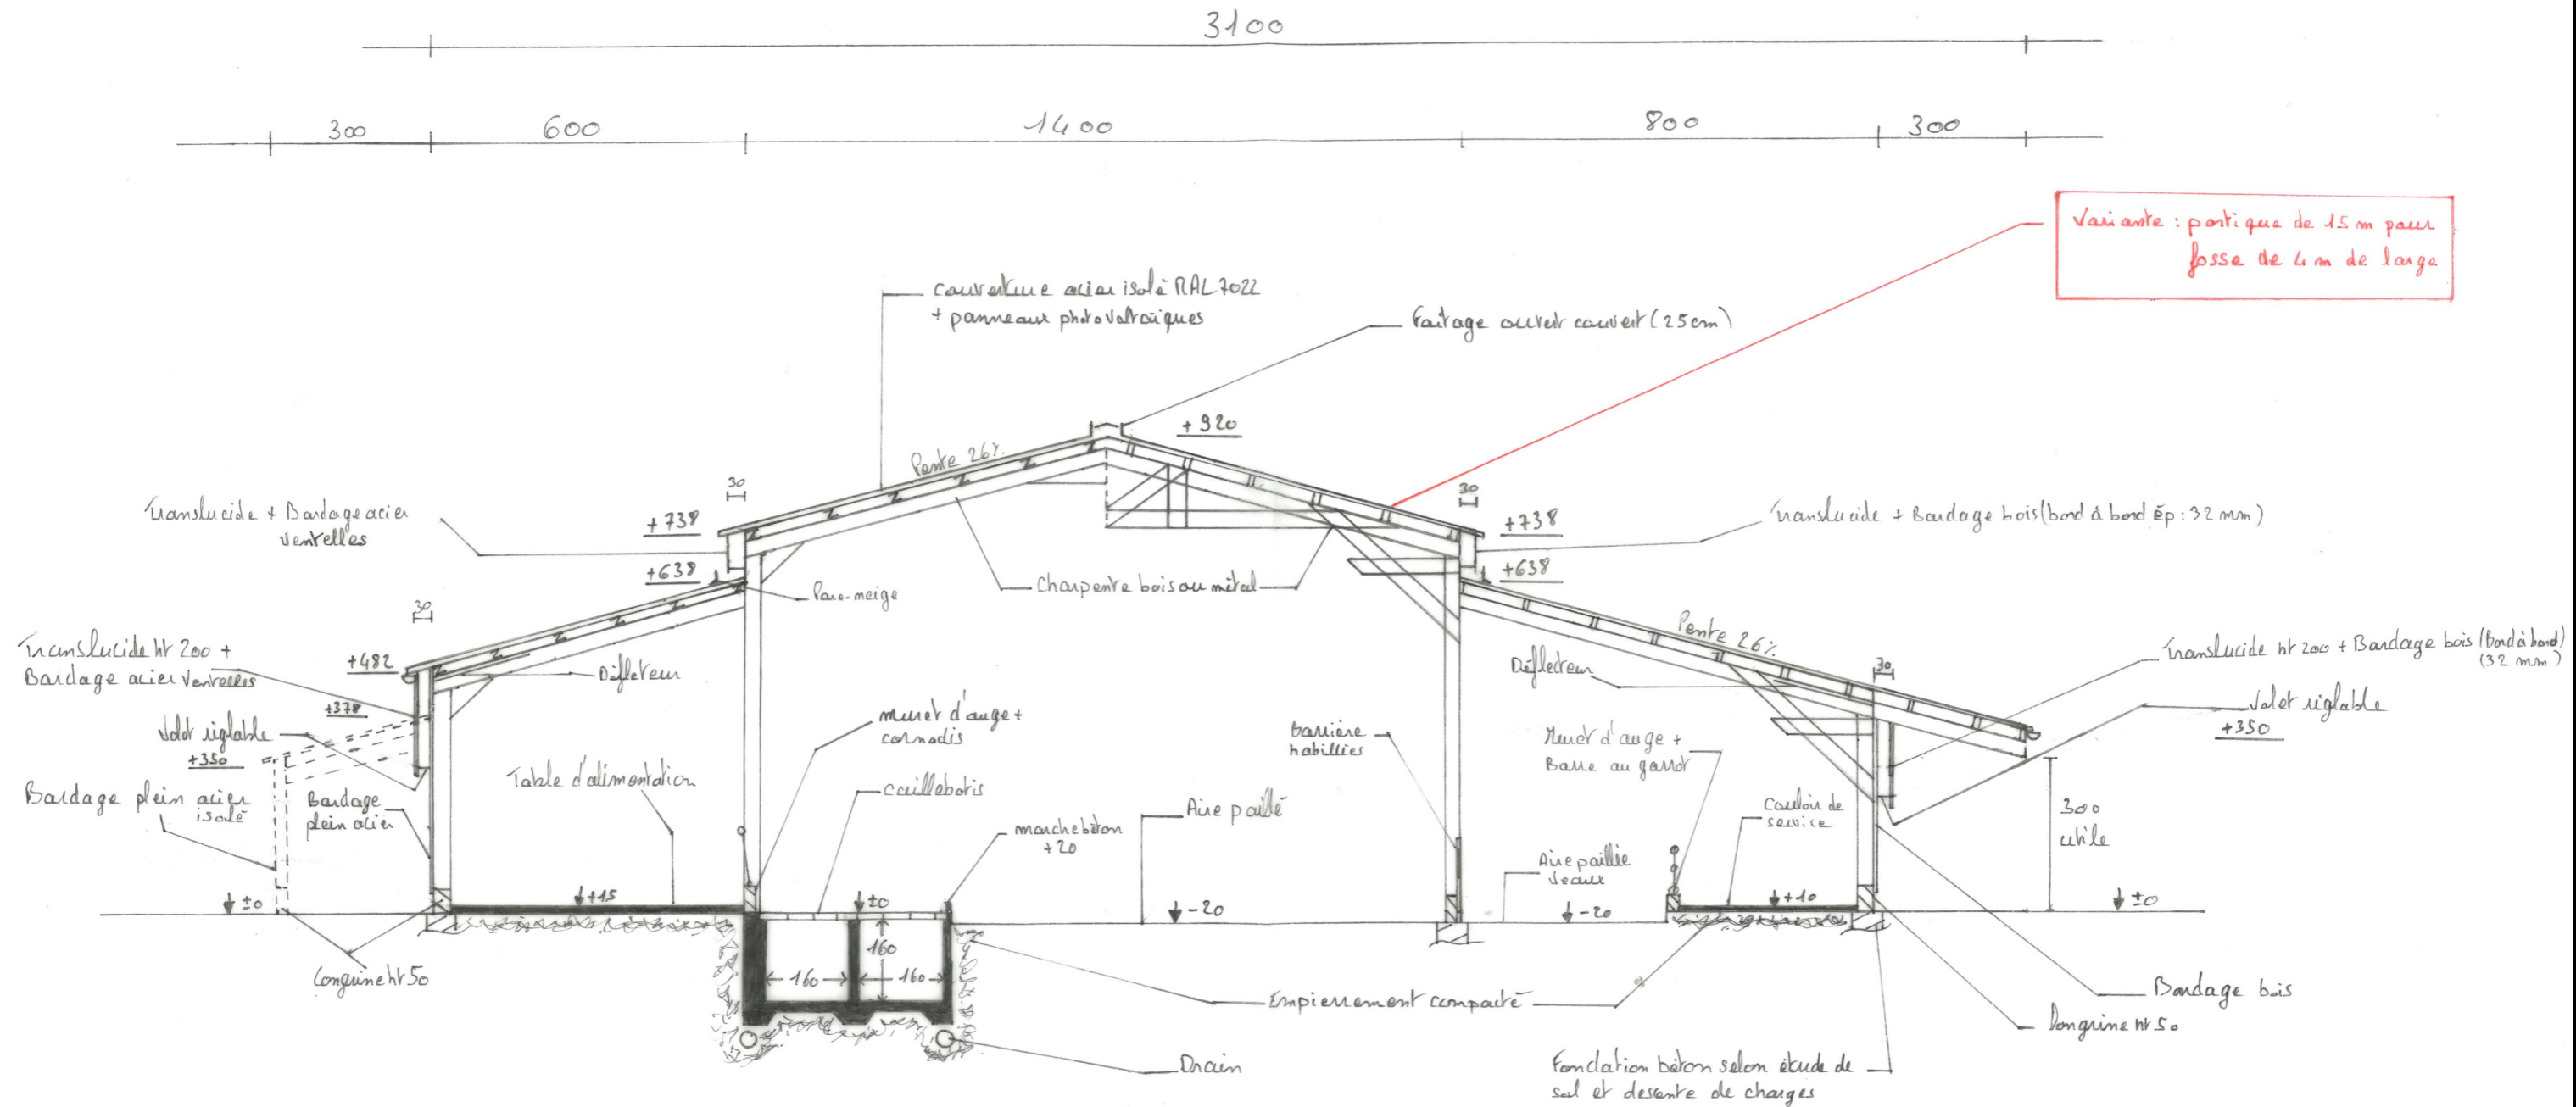 3100
300
600
1400
800
300
Variante : portique de 15 m pour
fosse de 4 m de large
couverture acier isolé RAL 7022
+ panneaux photovoltaïques
Faîtage ouvert couvert (25cm)
+920
Pente 26%
30
30
Translucide + Bardage acier
ventelles
+738
+738
Translucide + Bardage bois (bord à bord ép : 32 mm)
+638
+638
Pare-neige
Charpente bois ou métal
30
Pente 26%
Translucide ht 200 +
Bardage acier ventelles
+482
Déflecteur
Déflecteur
30
Translucide ht 200 + Bardage bois (Bord à bord)
(32 mm)
+378
Volet réglable
+350
muret d'auge +
cornadis
Barrière
habillées
Muret d'auge +
Barre au garrot
Volet réglable
+350
Bardage plein acier
isolé
Bardage
plein acier
Table d'alimentation
caillebotis
marche béton
+20
Aire paillé
Aire paillée
veaux
Couloir de
service
300
utile
±0
+15
±0
-20
-20
+10
±0
160
160
160
Longrine ht 50
Empierrement compacté
Bardage bois
Longrine ht 50
Drain
Fondation béton selon étude de
sol et descente de charges